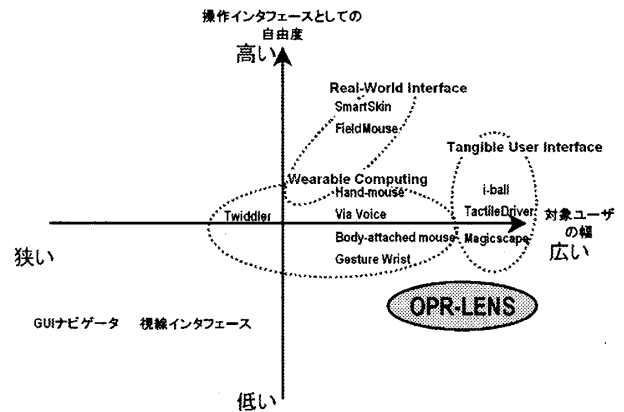 操作インタフェースとしての
自由度
高い
Real-World Interface
SmartSkin
FieldMouse
Tangible User Interface
Wearable Computing
Hand-mouse
i-ball
Twiddler
Via Voice
TactileDriver
対象ユーザ
の幅
Body-attached mouse
Magicscape
狭い
広い
Gesture Wrist
OPR-LENS
GUIナビゲータ
視線インタフェース
低い